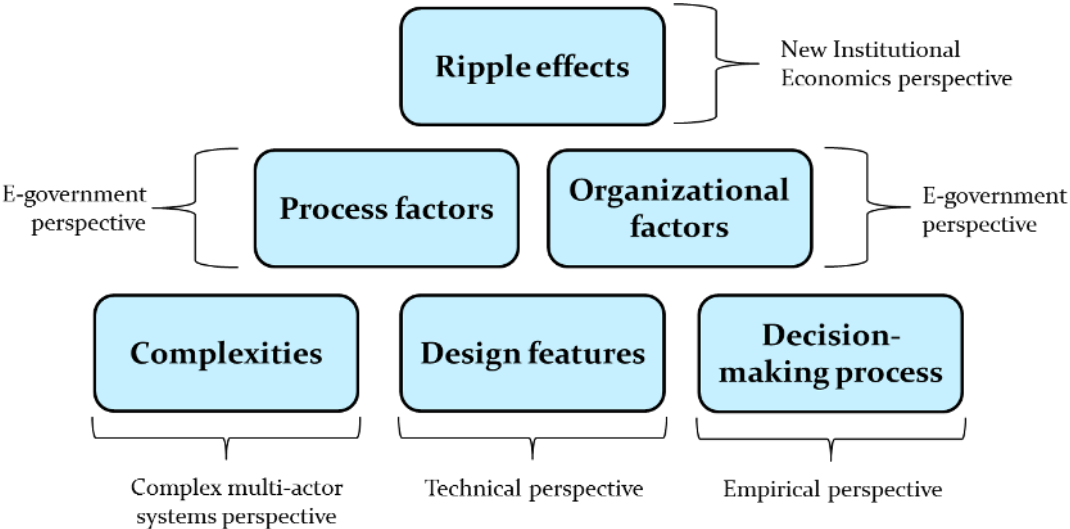 Ripple effects
New Institutional
Economics perspective
E-government
perspective
Process factors
Organizational
factors
E-government
perspective
Complexities
Design features
Decision-
making process
Complex multi-actor
systems perspective
Technical perspective
Empirical perspective